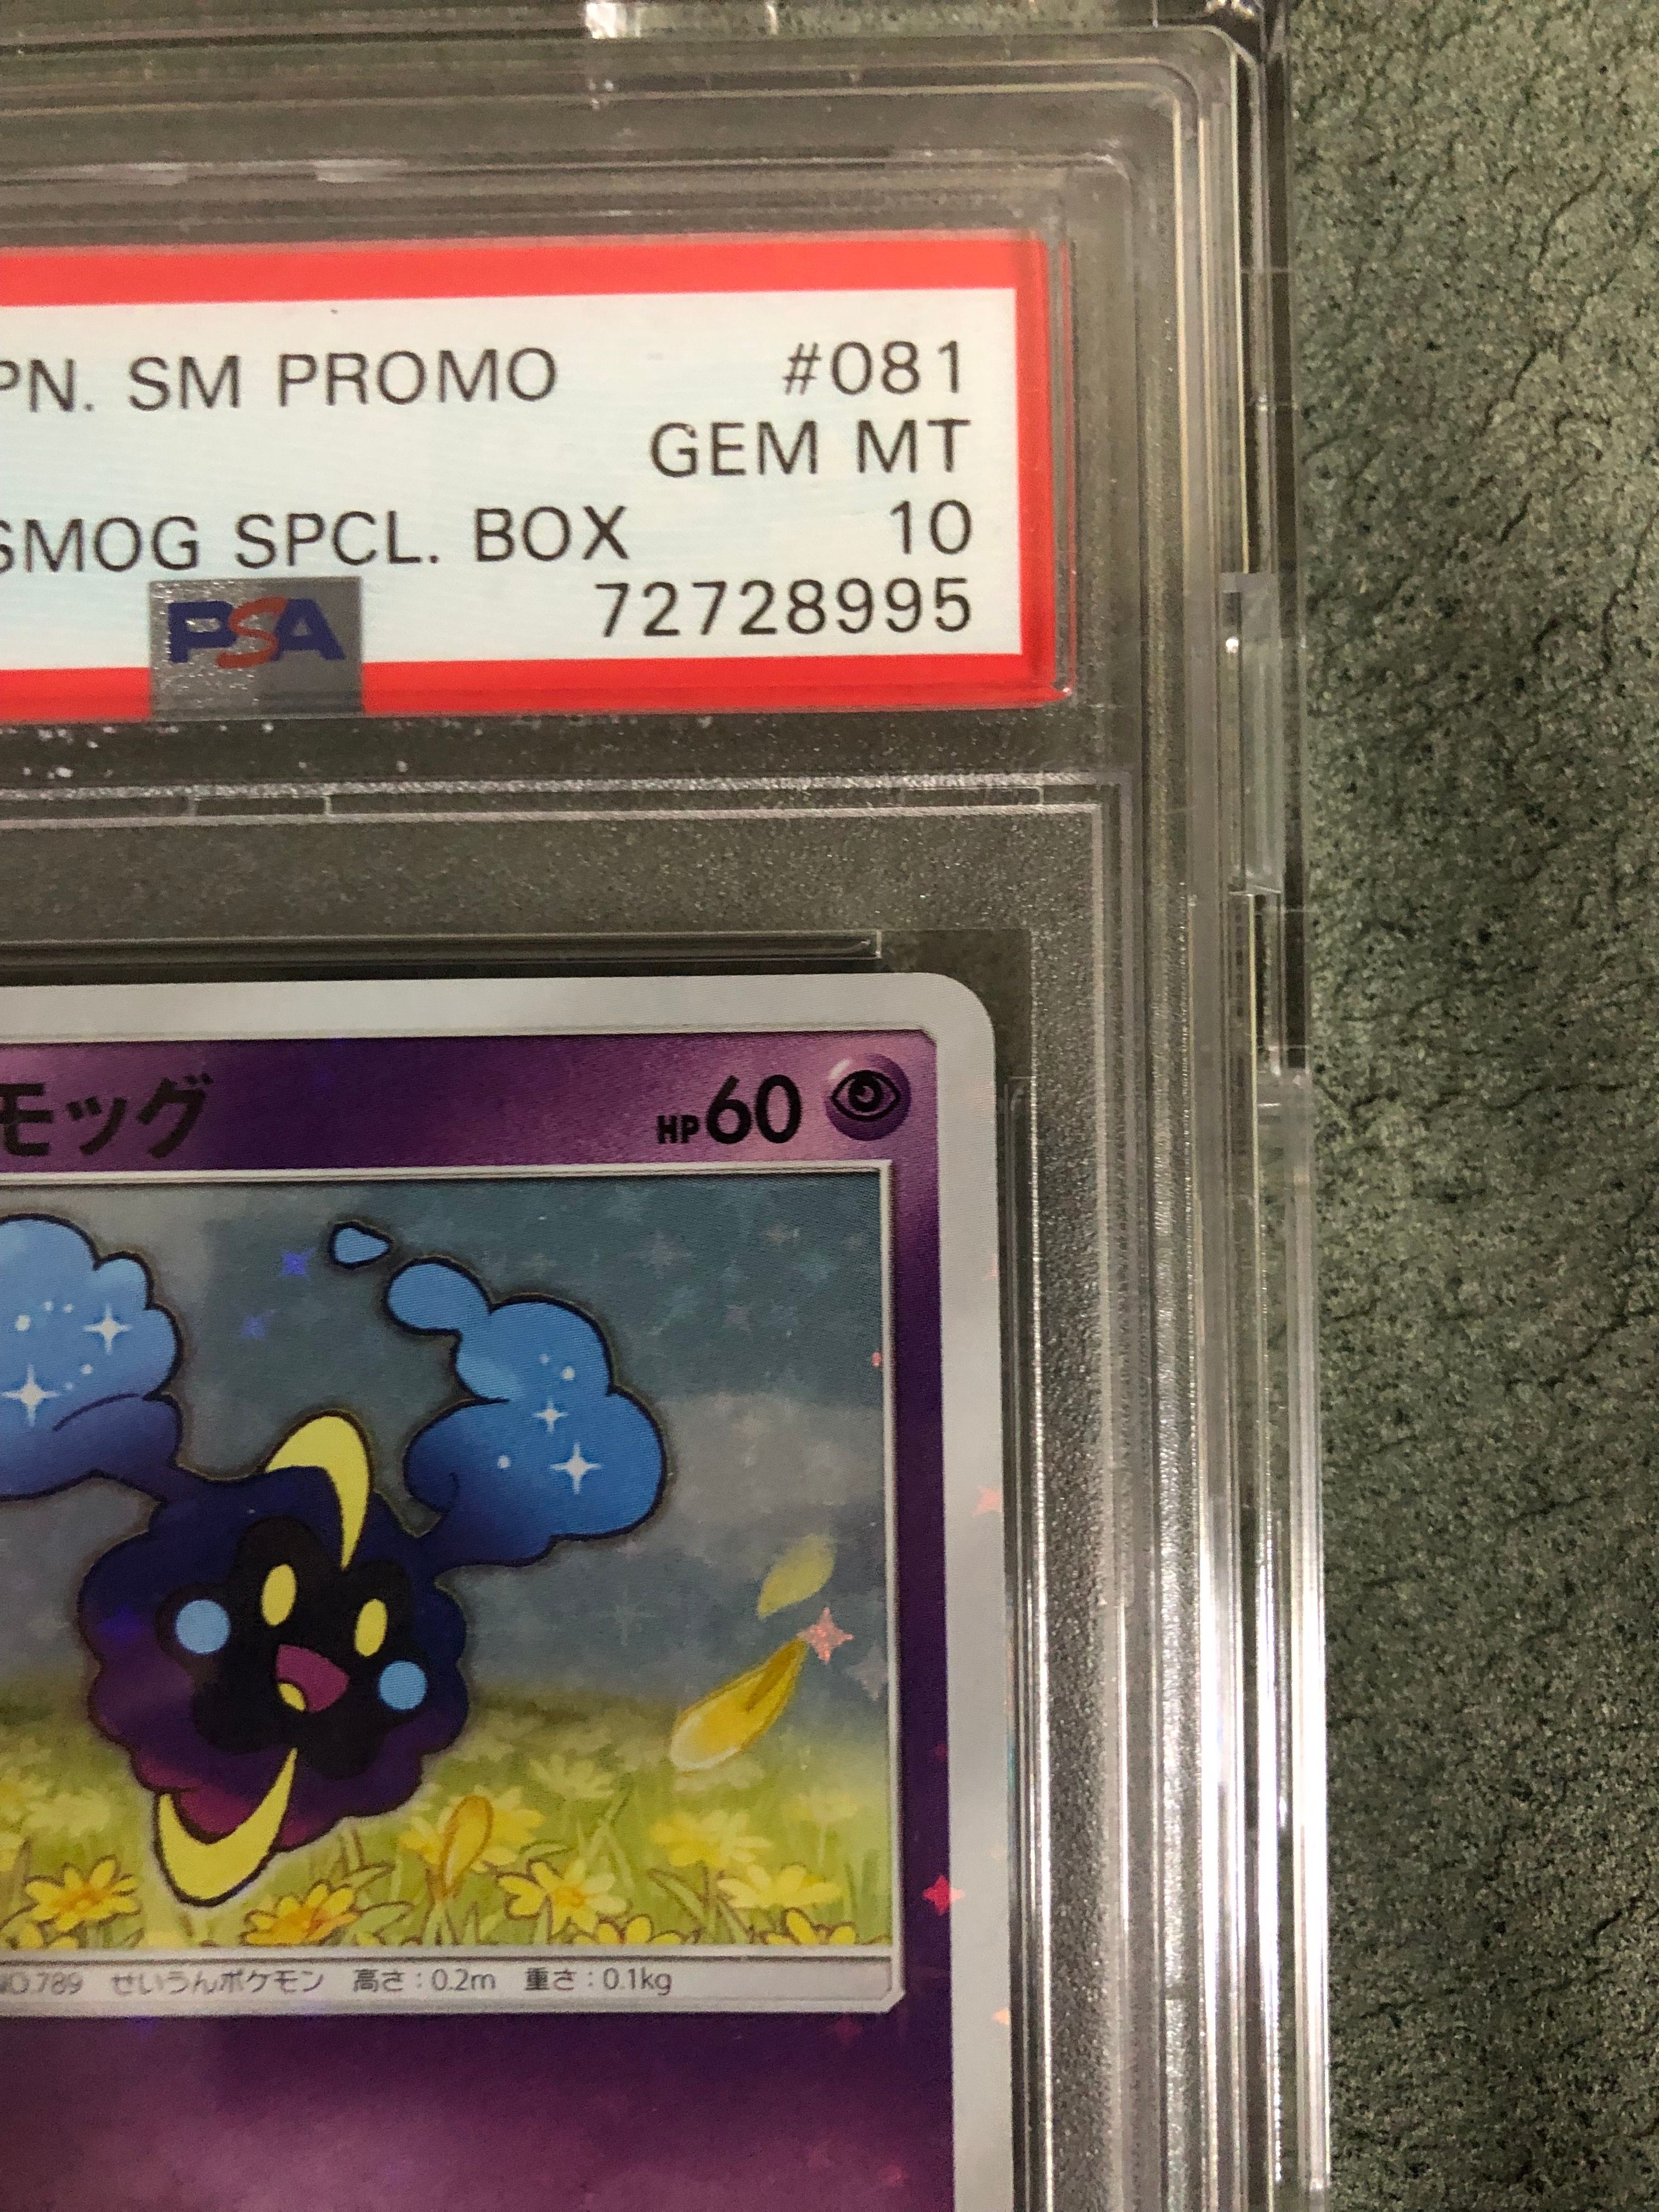 PN. SM PROMO #081
GEM MT
SMOG SPCL. BOX 10
PSA 72728995
モッグ HP60
NO.789 せいうんポケモン 高さ:0.2m 重さ:0.1kg